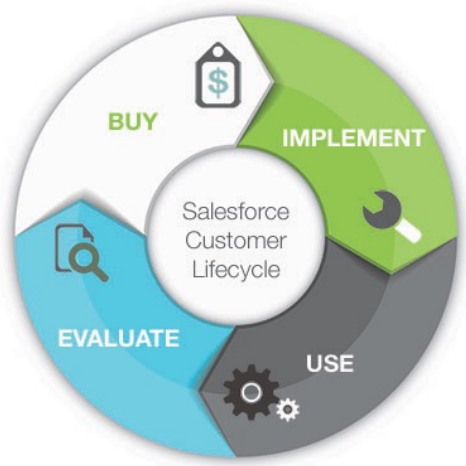 BUY
$
IMPLEMENT
Salesforce
Customer
Lifecycle
EVALUATE
USE